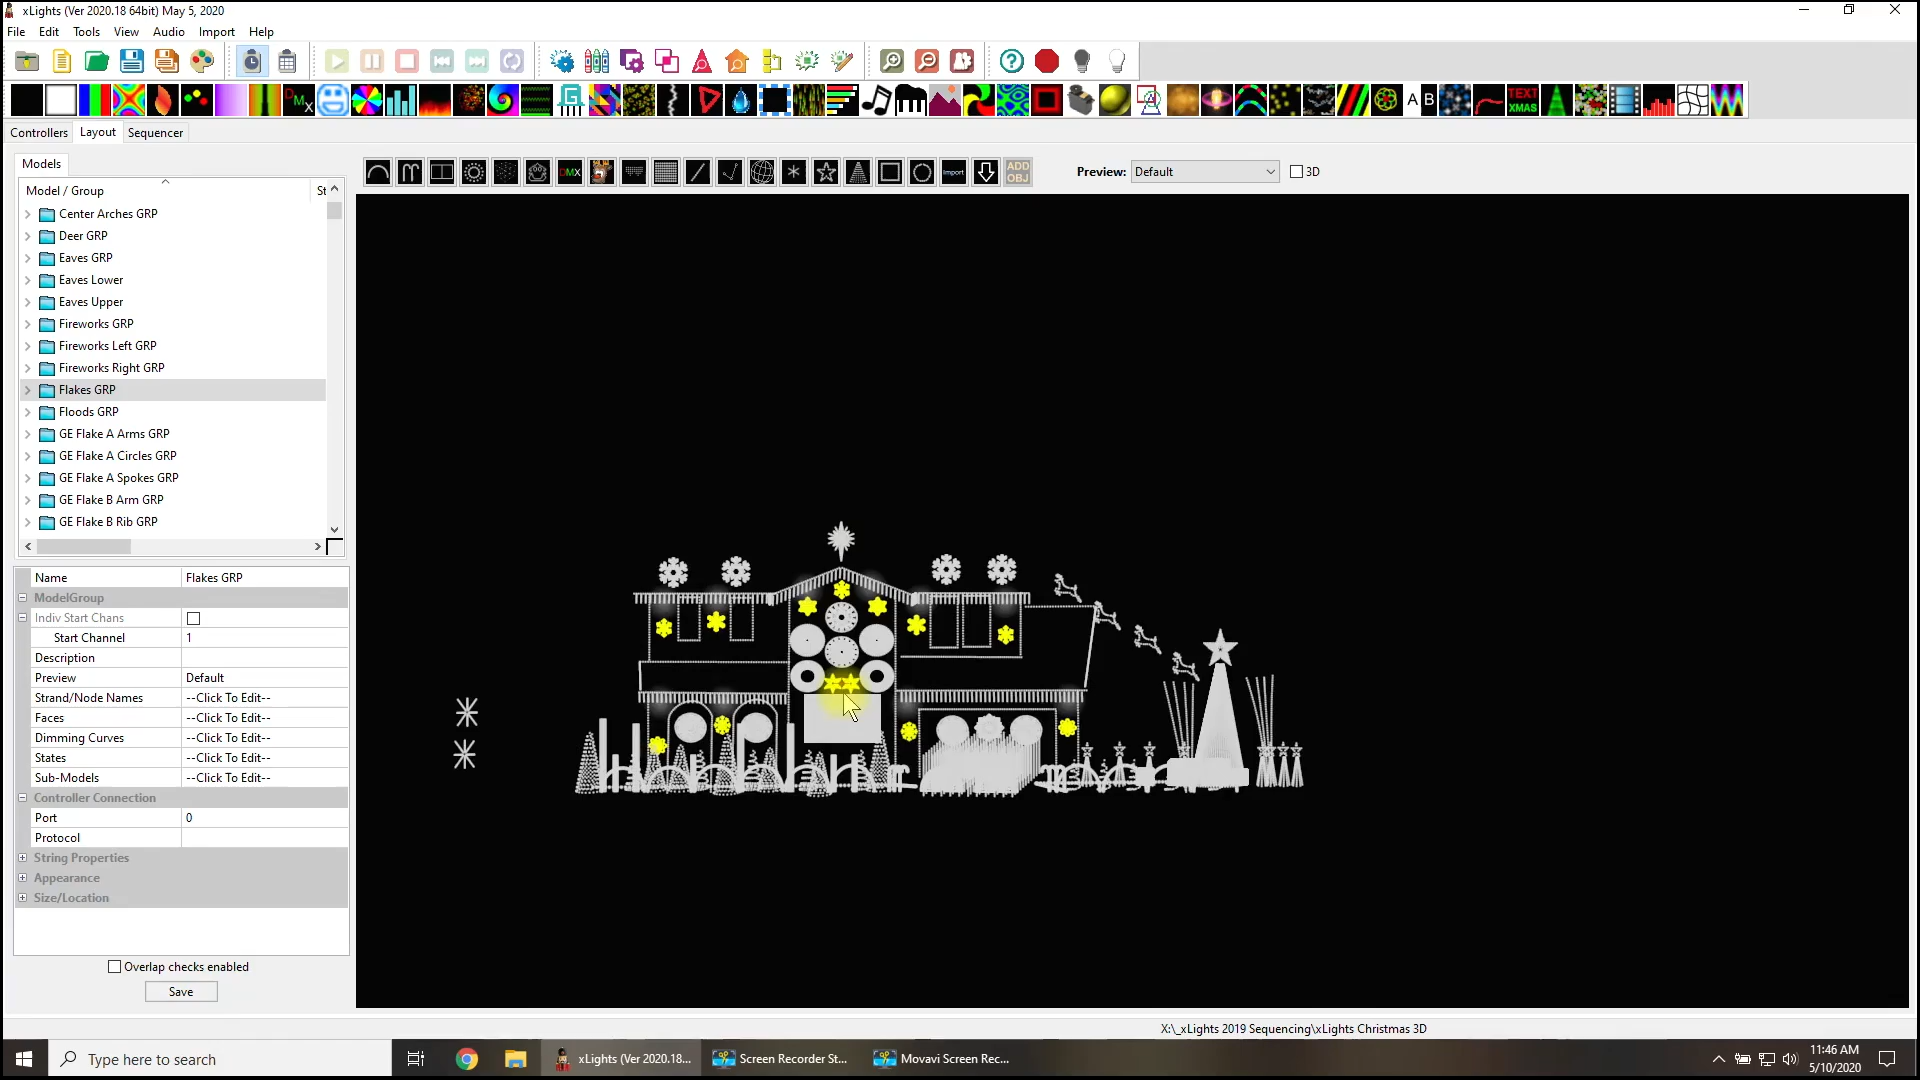 xLights (Ver 2020.18 64bit) May 5, 2020
File Edit Tools View Audio Import Help
DMX
A B
TEXT XMAS
Controllers Layout Sequencer
Models
DMX
Import
ADD OBJ
Preview: Default 3D
Model / Group St
Center Arches GRP
Deer GRP
Eaves GRP
Eaves Lower
Eaves Upper
Fireworks GRP
Fireworks Left GRP
Fireworks Right GRP
Flakes GRP
Floods GRP
GE Flake A Arms GRP
GE Flake A Circles GRP
GE Flake A Spokes GRP
GE Flake B Arm GRP
GE Flake B Rib GRP
Name Flakes GRP
ModelGroup
Indiv Start Chans
Start Channel 1
Description
Preview Default
Strand/Node Names --Click To Edit--
Faces --Click To Edit--
Dimming Curves --Click To Edit--
States --Click To Edit--
Sub-Models --Click To Edit--
Controller Connection
Port 0
Protocol
String Properties
Appearance
Size/Location
Overlap checks enabled
Save
X:\_xLights 2019 Sequencing\xLights Christmas 3D
Type here to search
xLights (Ver 2020.18...
Screen Recorder St...
Movavi Screen Rec...
11:46 AM
5/10/2020